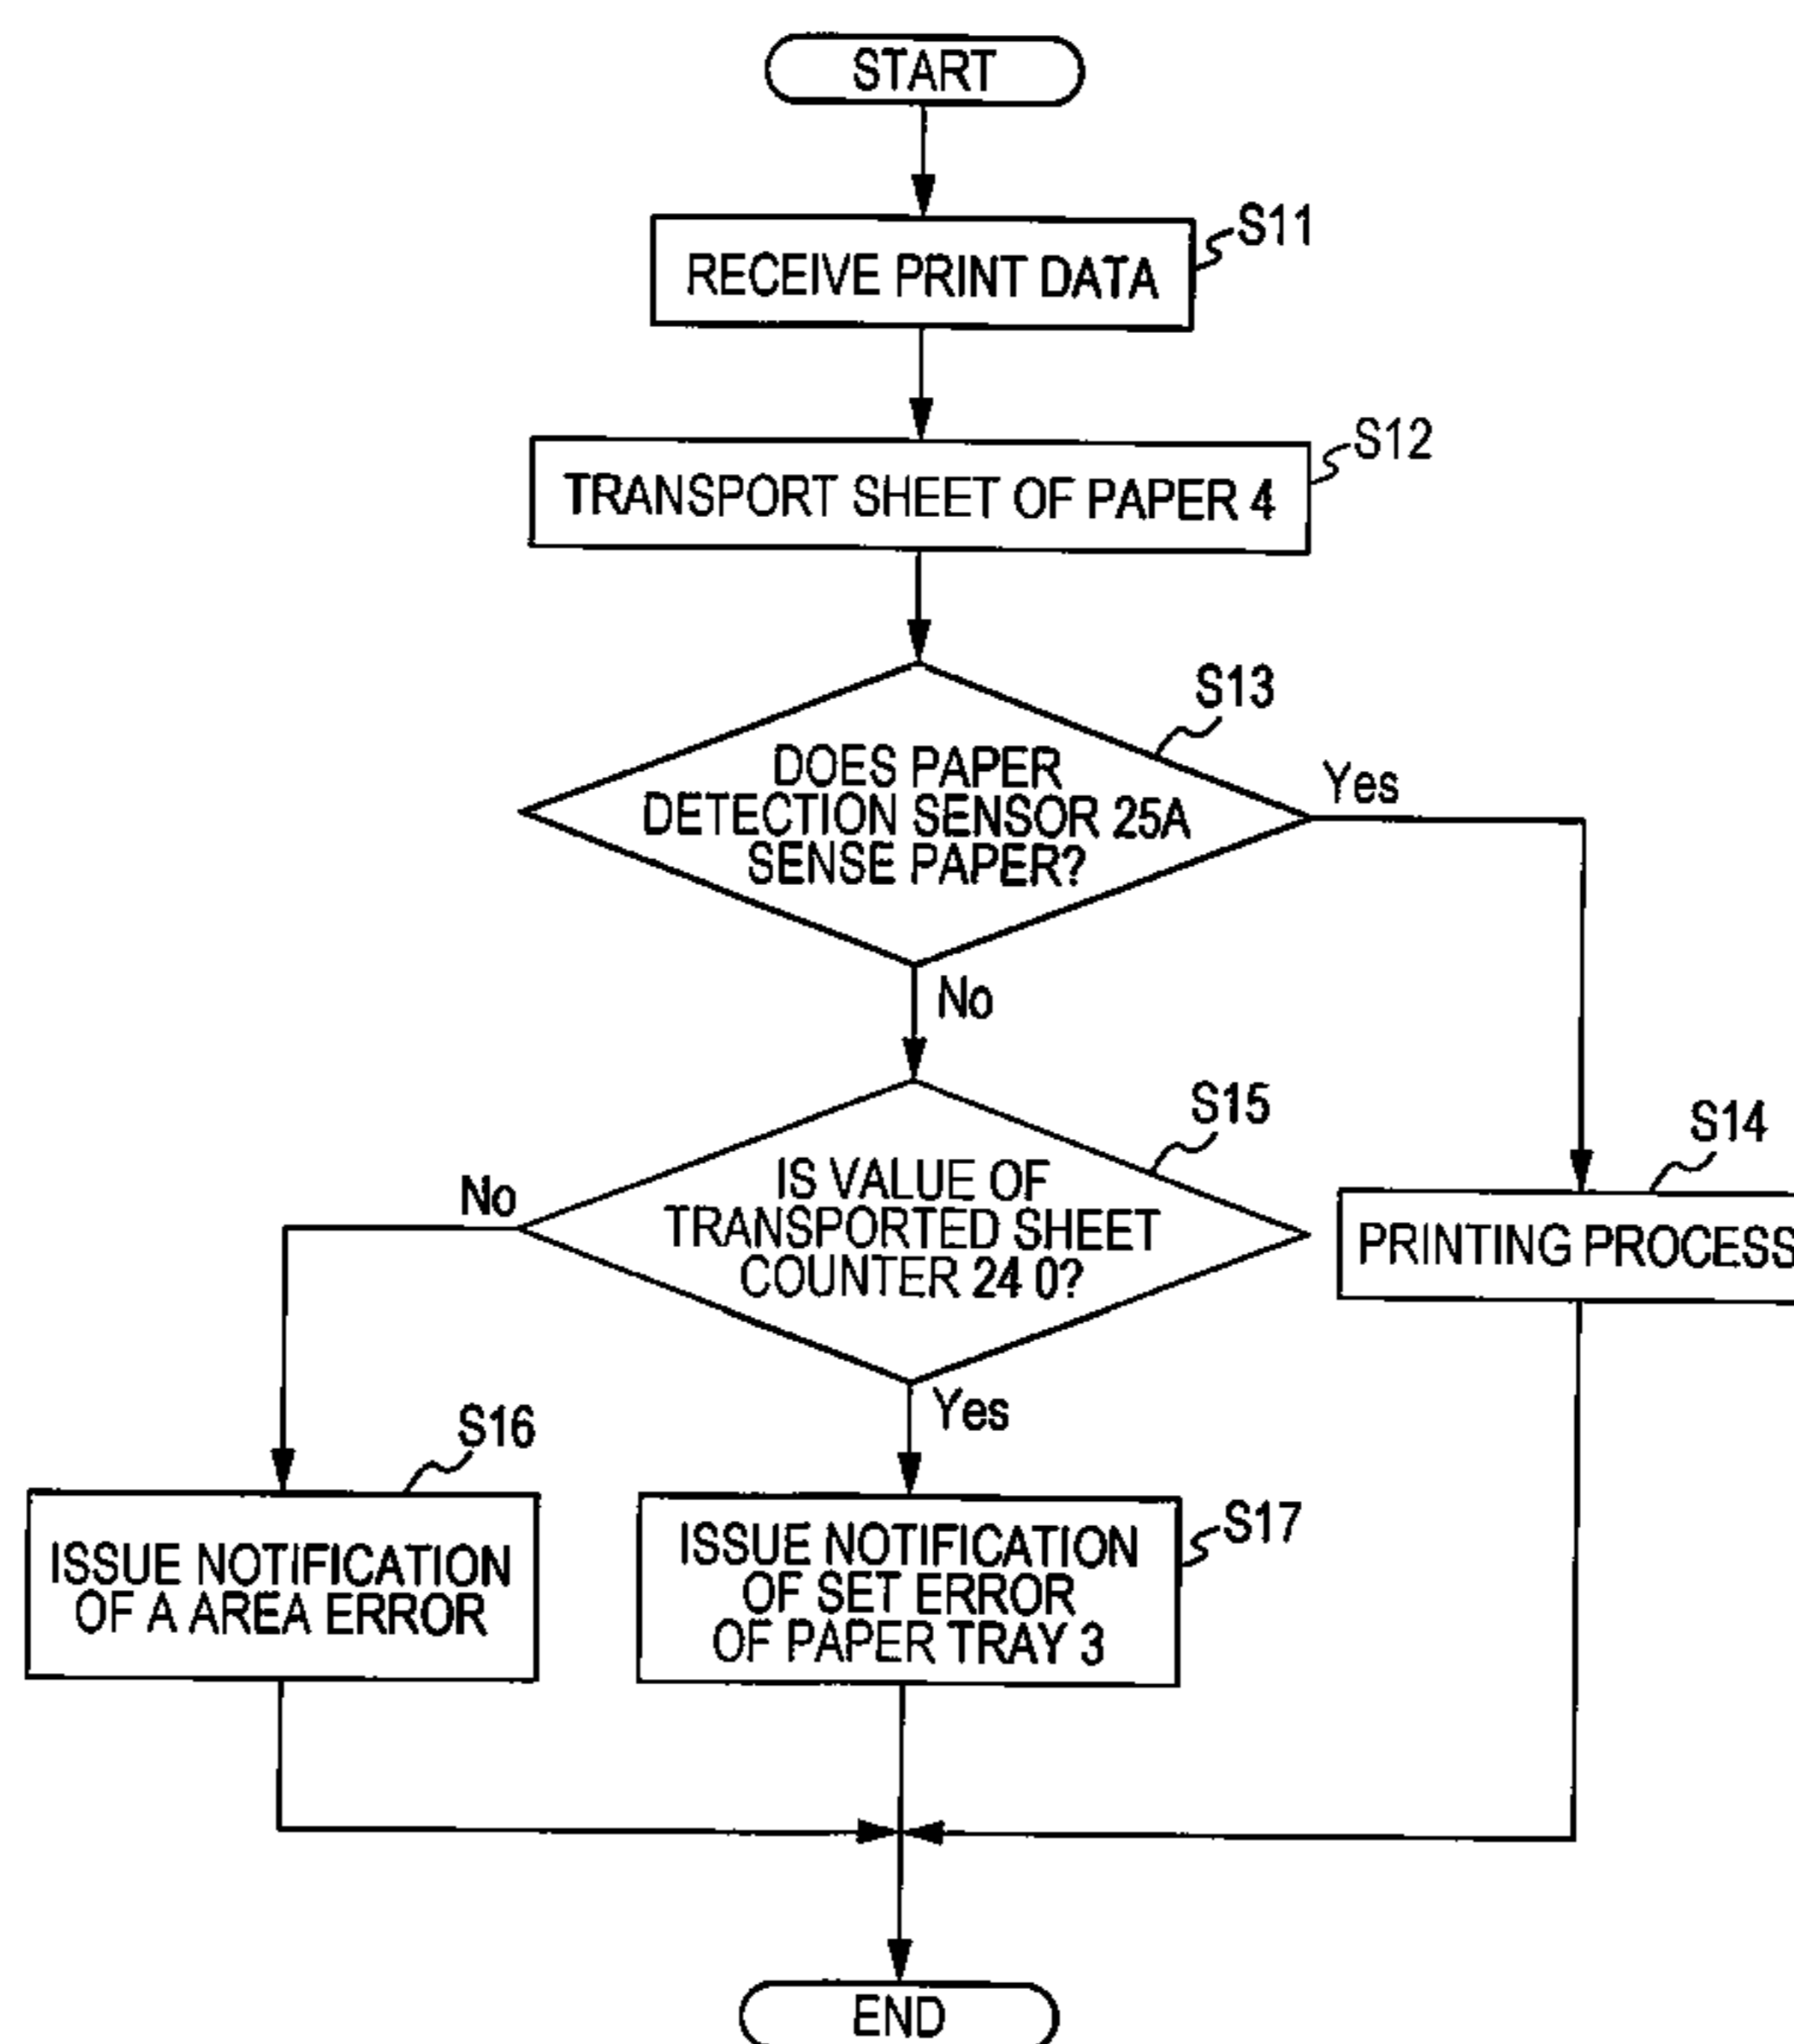 START
S11
RECEIVE PRINT DATA
S12
TRANSPORT SHEET OF PAPER 4
S13
DOES PAPER
DETECTION SENSOR 25A
SENSE PAPER?
Yes
No
S15
IS VALUE OF
TRANSPORTED SHEET
COUNTER 24 0?
No
Yes
S14
PRINTING PROCESS
S16
ISSUE NOTIFICATION
OF A AREA ERROR
S17
ISSUE NOTIFICATION
OF SET ERROR
OF PAPER TRAY 3
END